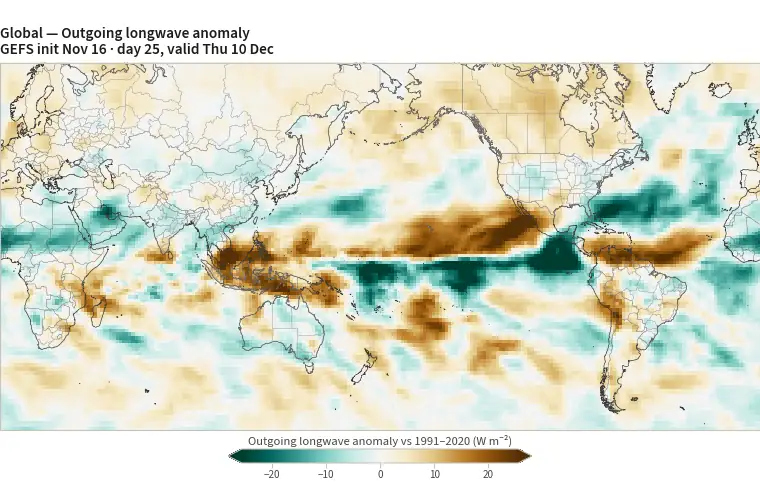 Global — Outgoing longwave anomaly
GEFS init Nov 16 · day 25, valid Thu 10 Dec
Outgoing longwave anomaly vs 1991–2020 (W m⁻²)
−20 −10 0 10 20